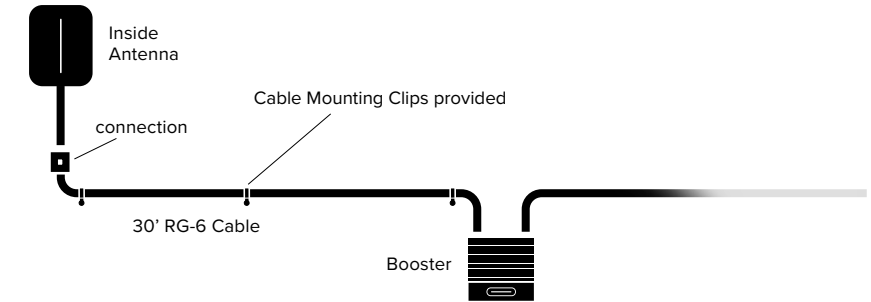 Inside
Antenna
Cable Mounting Clips provided
connection
30’ RG-6 Cable
Booster